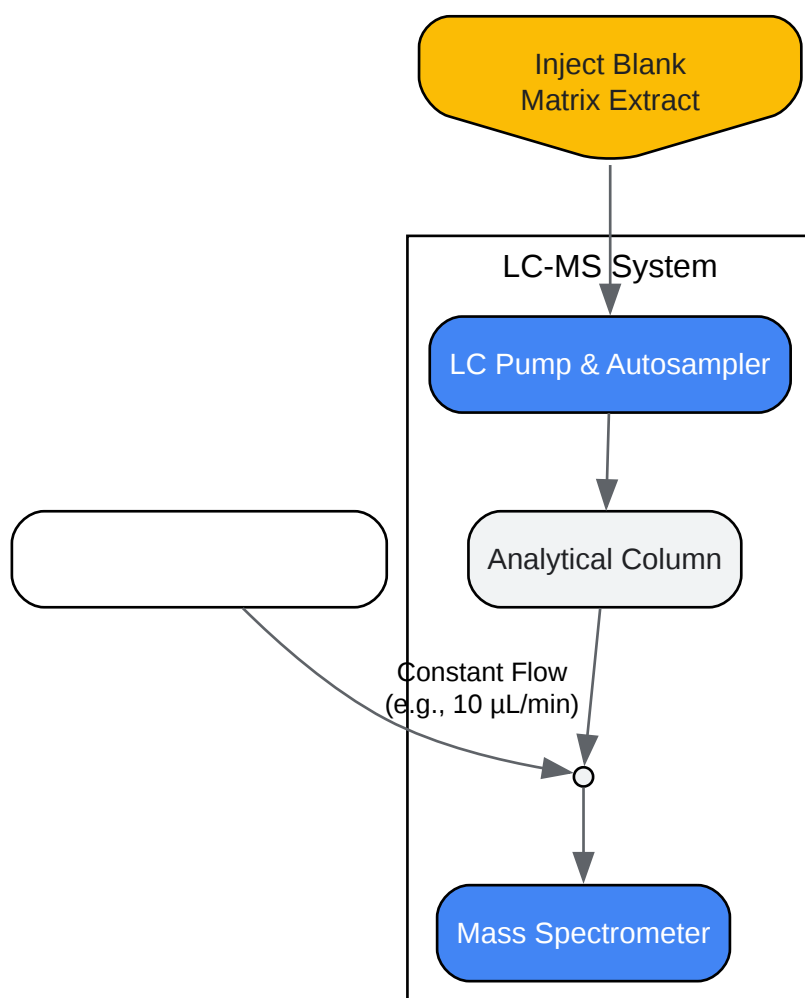 Inject Blank
Matrix Extract
LC-MS System
LC Pump & Autosampler
Analytical Column
Constant Flow
(e.g., 10 µL/min)
Mass Spectrometer